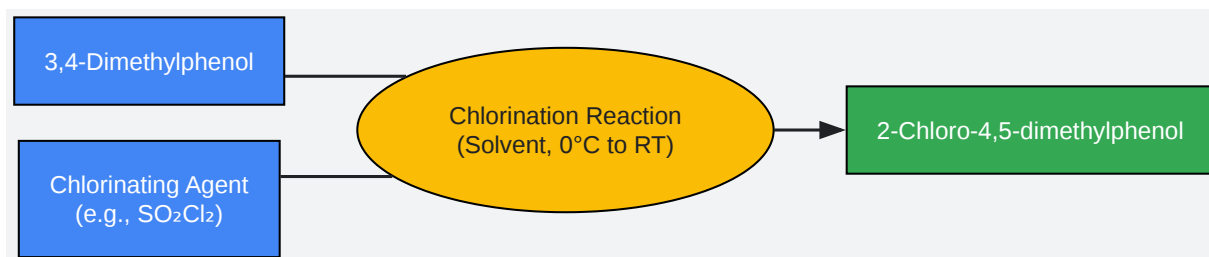 3,4-Dimethylphenol
Chlorinating Agent
(e.g., SO₂Cl₂)
Chlorination Reaction
(Solvent, 0°C to RT)
2-Chloro-4,5-dimethylphenol